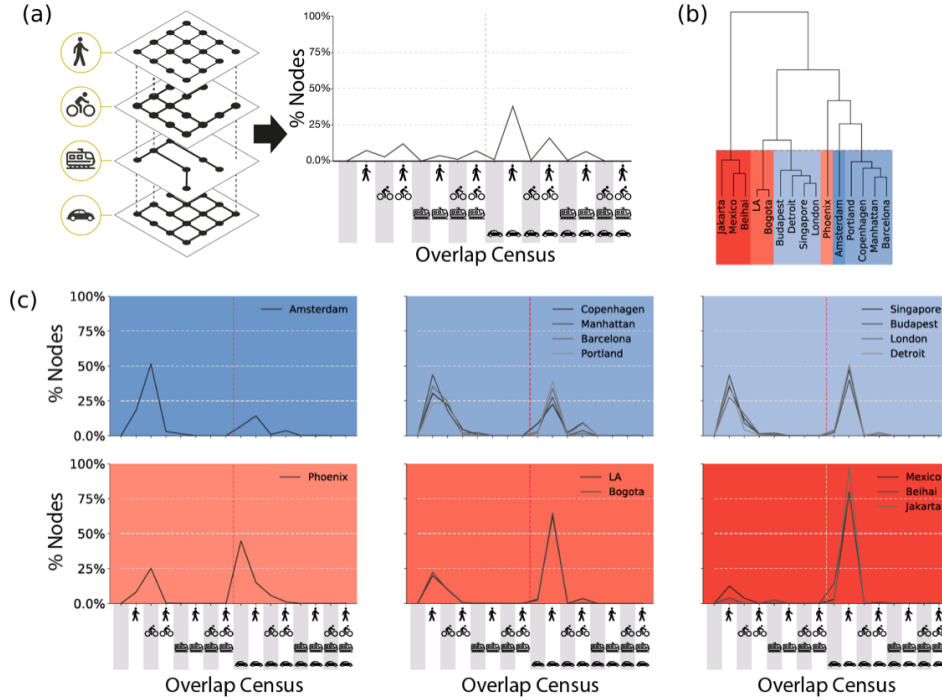 (a)
% Nodes
100%
75%
50%
25%
0.0%
Overlap Census
(b)
Jakarta
Mexico
Beihai
LA
Bogota
Budapest
Detroit
Singapore
London
Phoenix
Amsterdam
Portland
Copenhagen
Manhattan
Barcelona
(c)
% Nodes
100%
75%
50%
25%
0.0%
Amsterdam
Copenhagen
Manhattan
Barcelona
Portland
Singapore
Budapest
London
Detroit
% Nodes
100%
75%
50%
25%
0.0%
Phoenix
LA
Bogota
Mexico
Beihai
Jakarta
Overlap Census
Overlap Census
Overlap Census